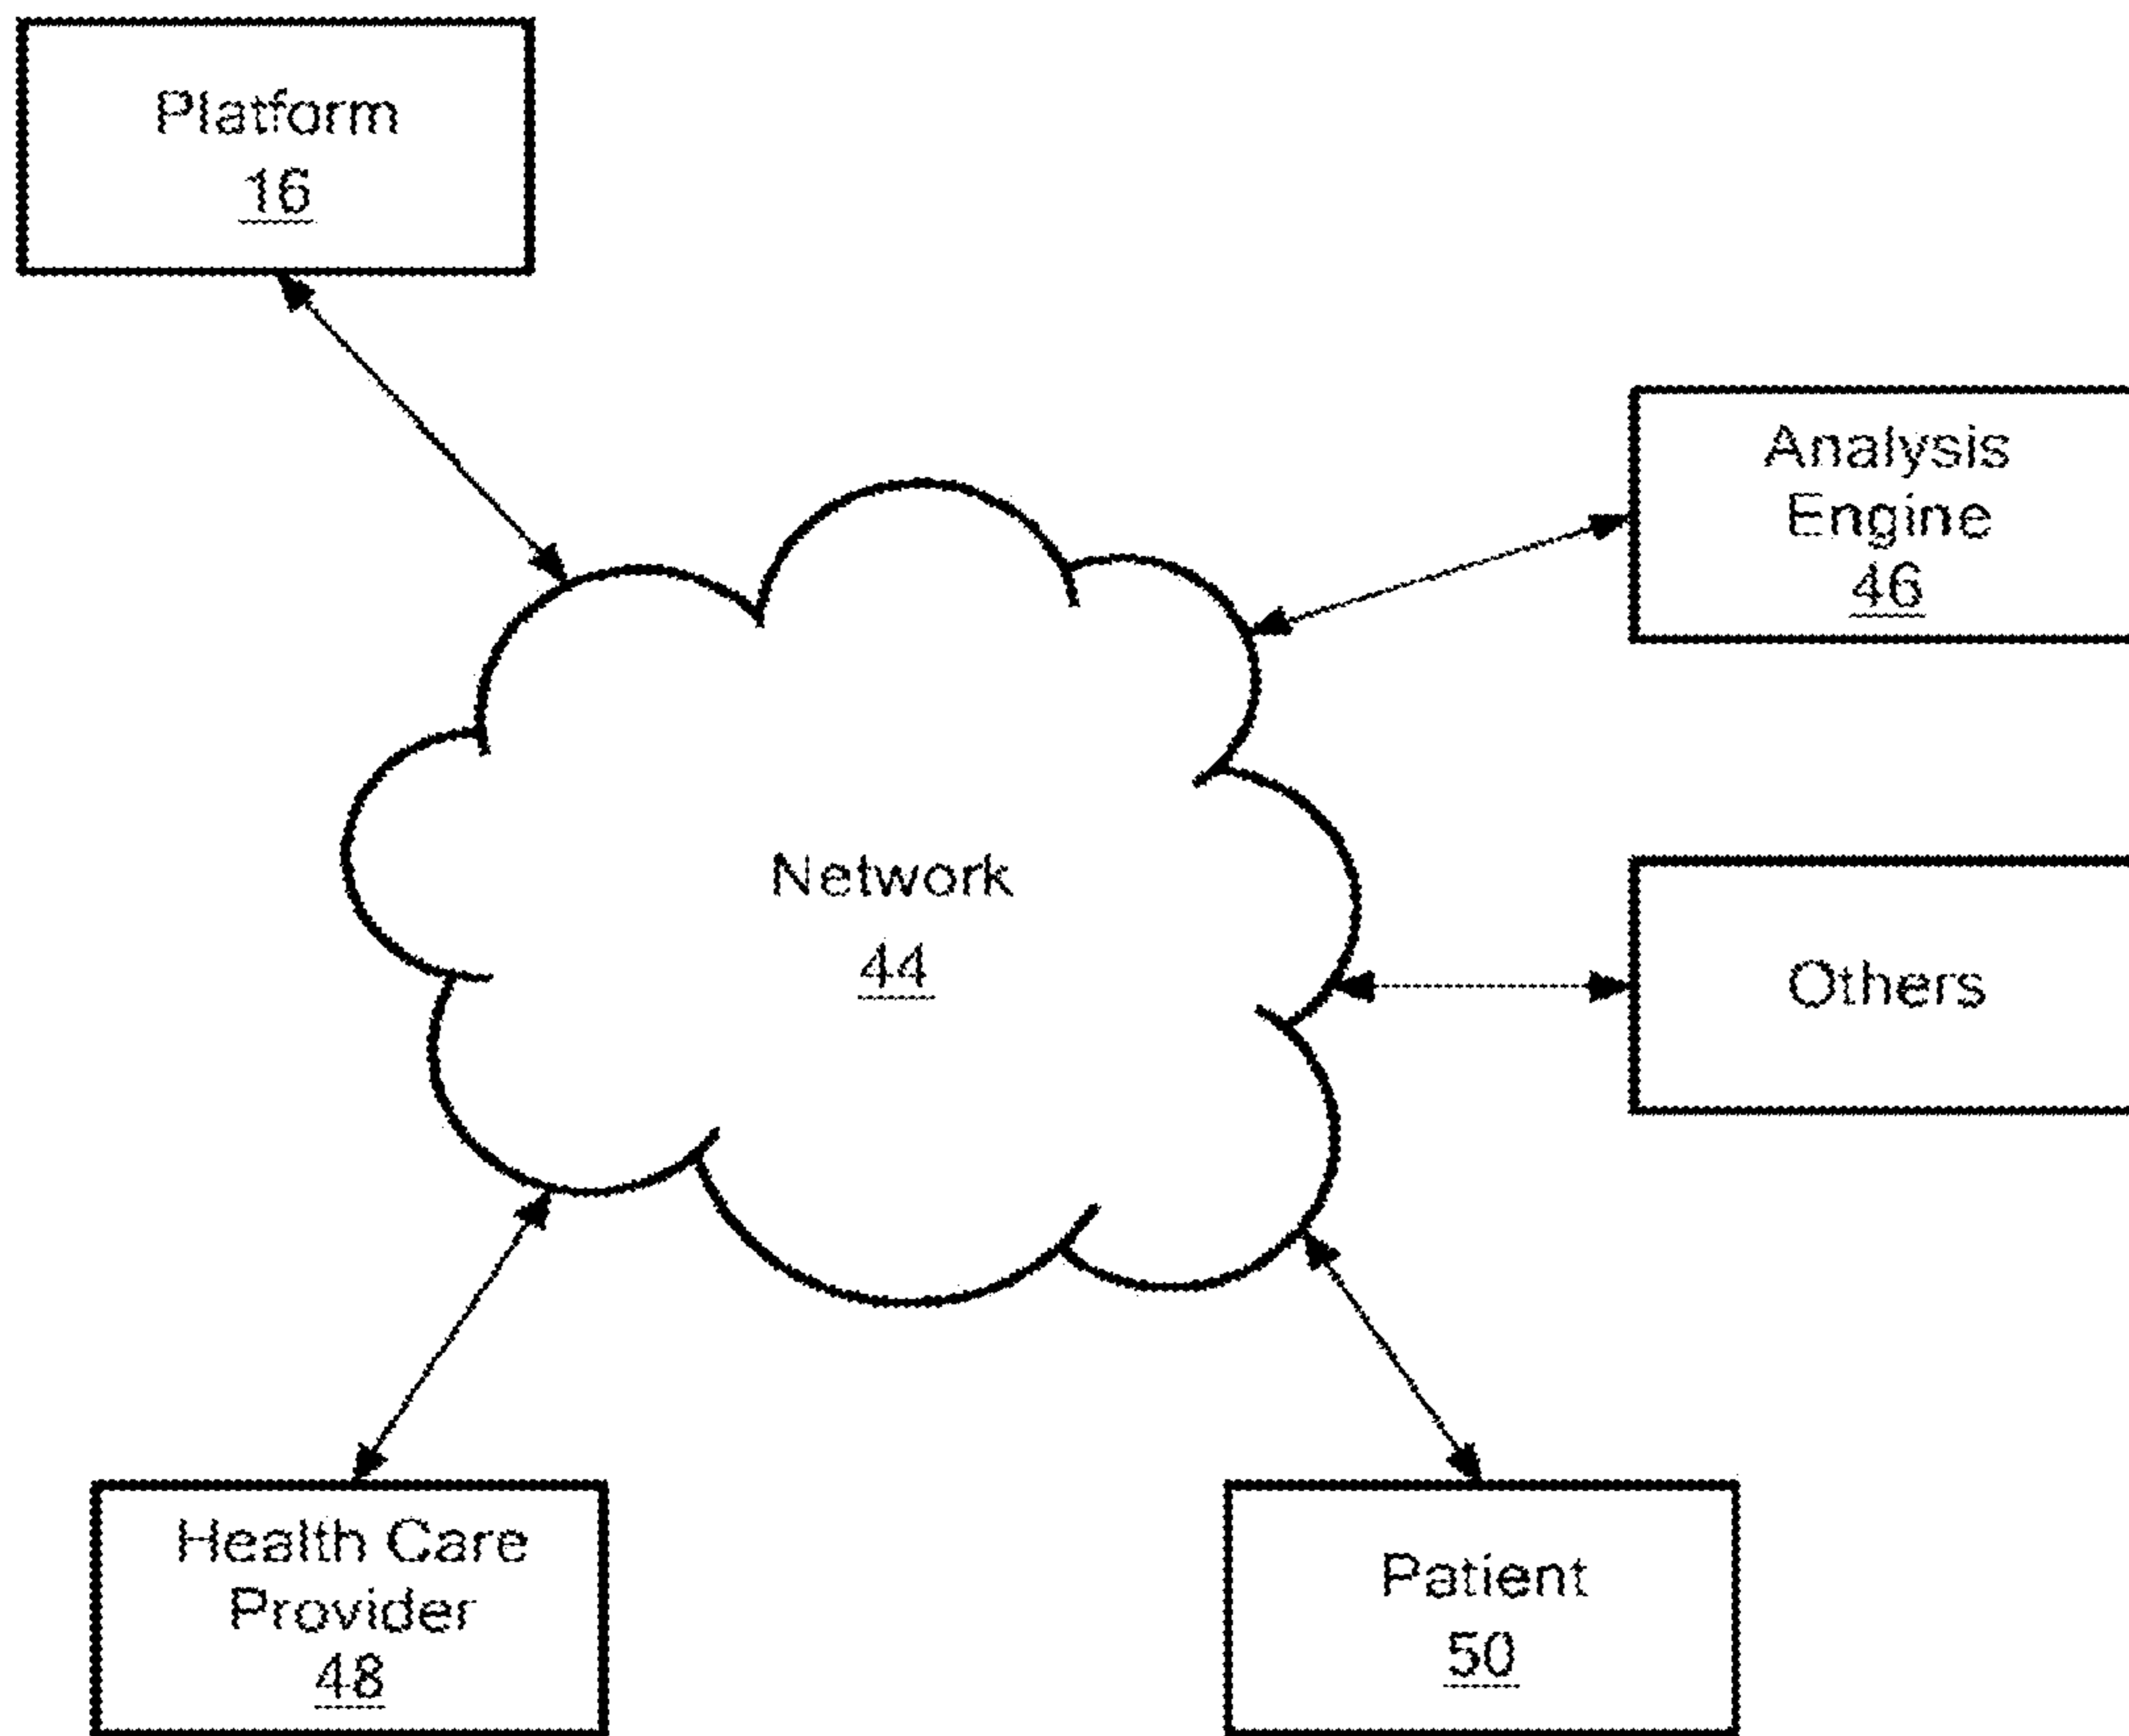 Platform
16
Analysis
Engine
46
Network
44
Others
Health Care
Provider
48
Patient
50